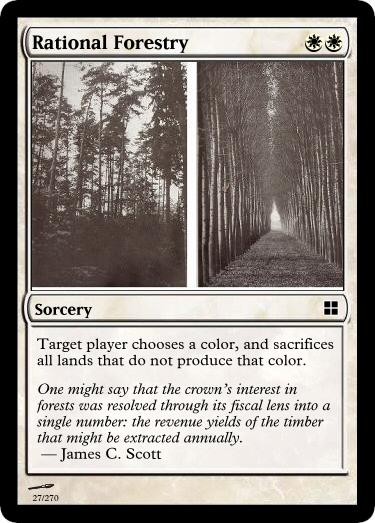 Rational Forestry
Sorcery
Target player chooses a color, and sacrifices
all lands that do not produce that color.
One might say that the crown's interest in
forests was resolved through its fiscal lens into a
single number: the revenue yields of the timber
that might be extracted annually.
— James C. Scott
27/270